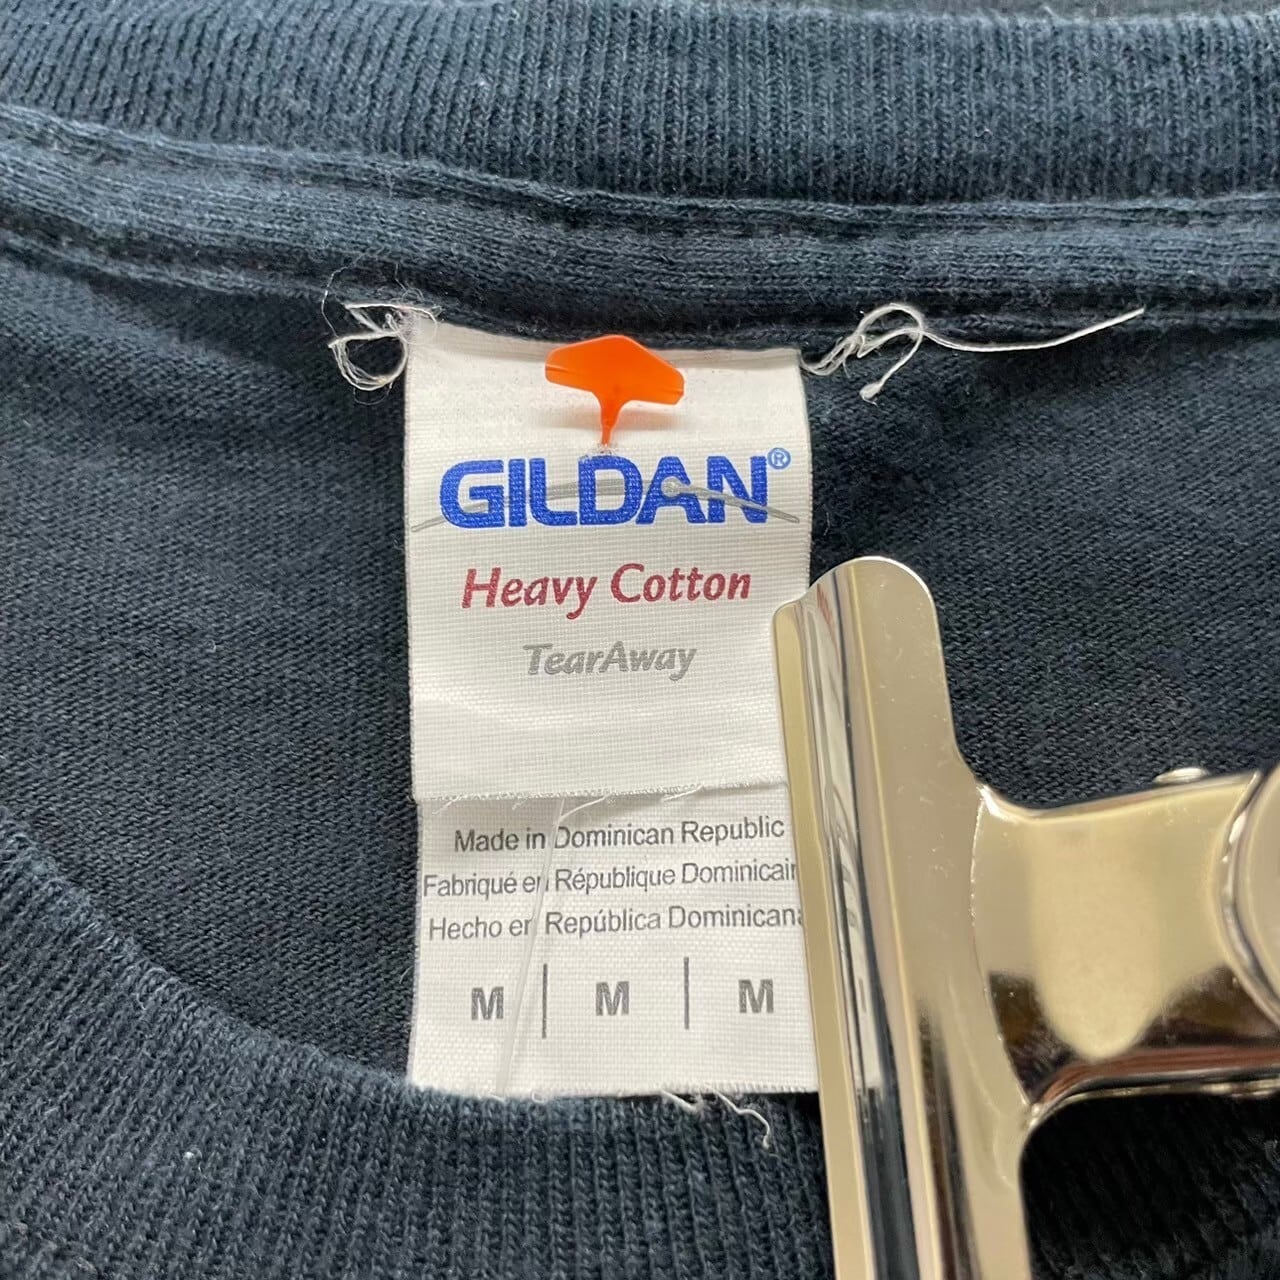 GILDAN®
Heavy Cotton
TearAway
Made in Dominican Republic
Fabriqué en République Dominicain
Hecho en República Dominicana
M | M | M